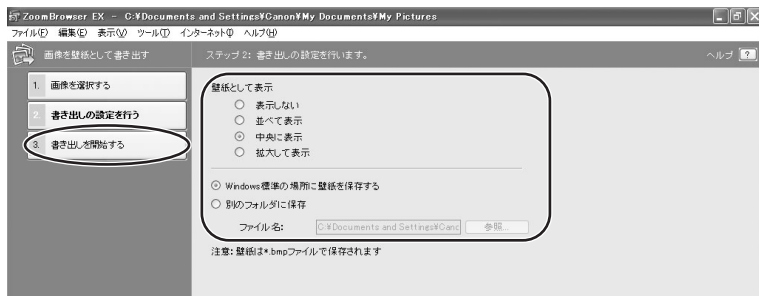 ZoomBrowser EX - C:¥Documents and Settings¥Canon¥My Documents¥My Pictures
ファイル(F) 編集(E) 表示(V) ツール(T) インターネット(I) ヘルプ(H)
画像を壁紙として書き出す
ステップ2: 書き出しの設定を行います。
ヘルプ ?
1. 画像を選択する
2. 書き出しの設定を行う
3. 書き出しを開始する
壁紙として表示
表示しない
並べて表示
中央に表示
拡大して表示
Windows標準の場所に壁紙を保存する
別のフォルダに保存
ファイル名: C:¥Documents and Settings¥Canc 参照...
注意: 壁紙は*.bmpファイルで保存されます